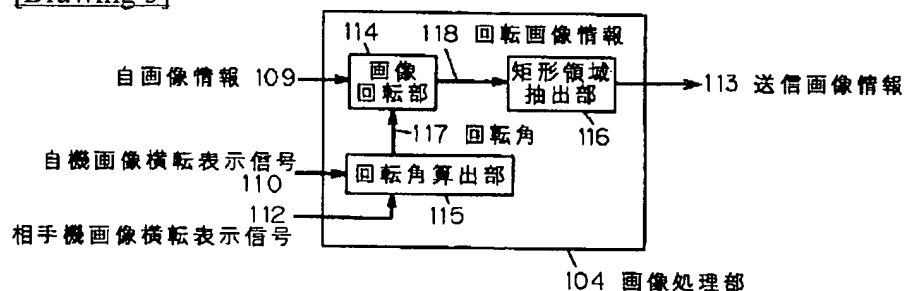 114
118 回転画像情報
自画像情報 109
画像
回転部
矩形領域
抽出部
113 送信画像情報
116
117 回転角
自機画像横転表示信号
110
回転角算出部
112
115
相手機画像横転表示信号
104 画像処理部